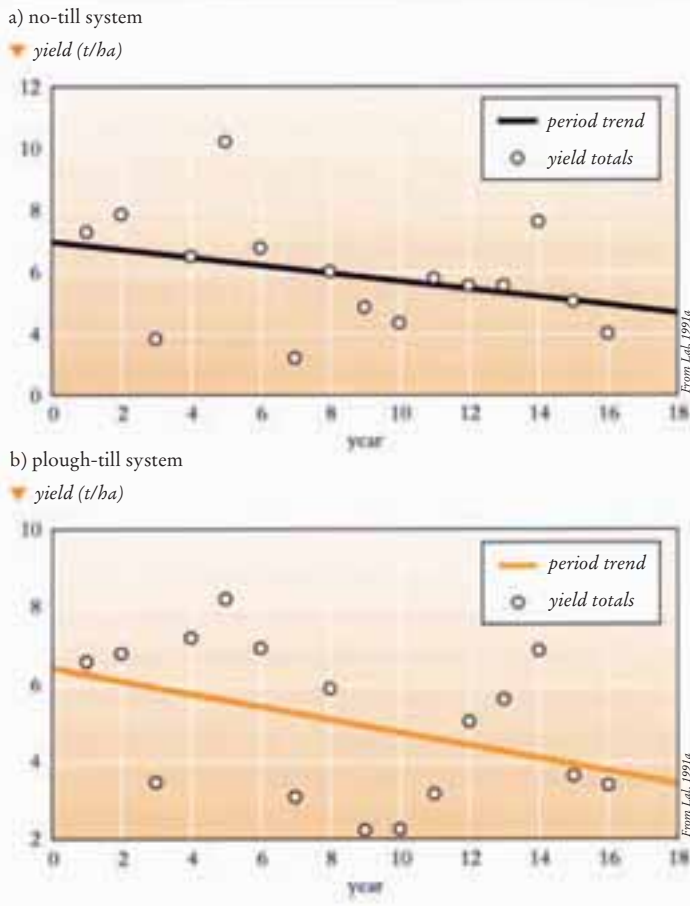 a) no-till system
yield (t/ha)
12
10
8
6
4
0
period trend
yield totals
0 2 4 6 8 10 12 14 16 18
year
From Lal, 1991a
b) plough-till system
yield (t/ha)
10
8
6
4
2
period trend
yield totals
0 2 4 6 8 10 12 14 16 18
year
From Lal, 1991a